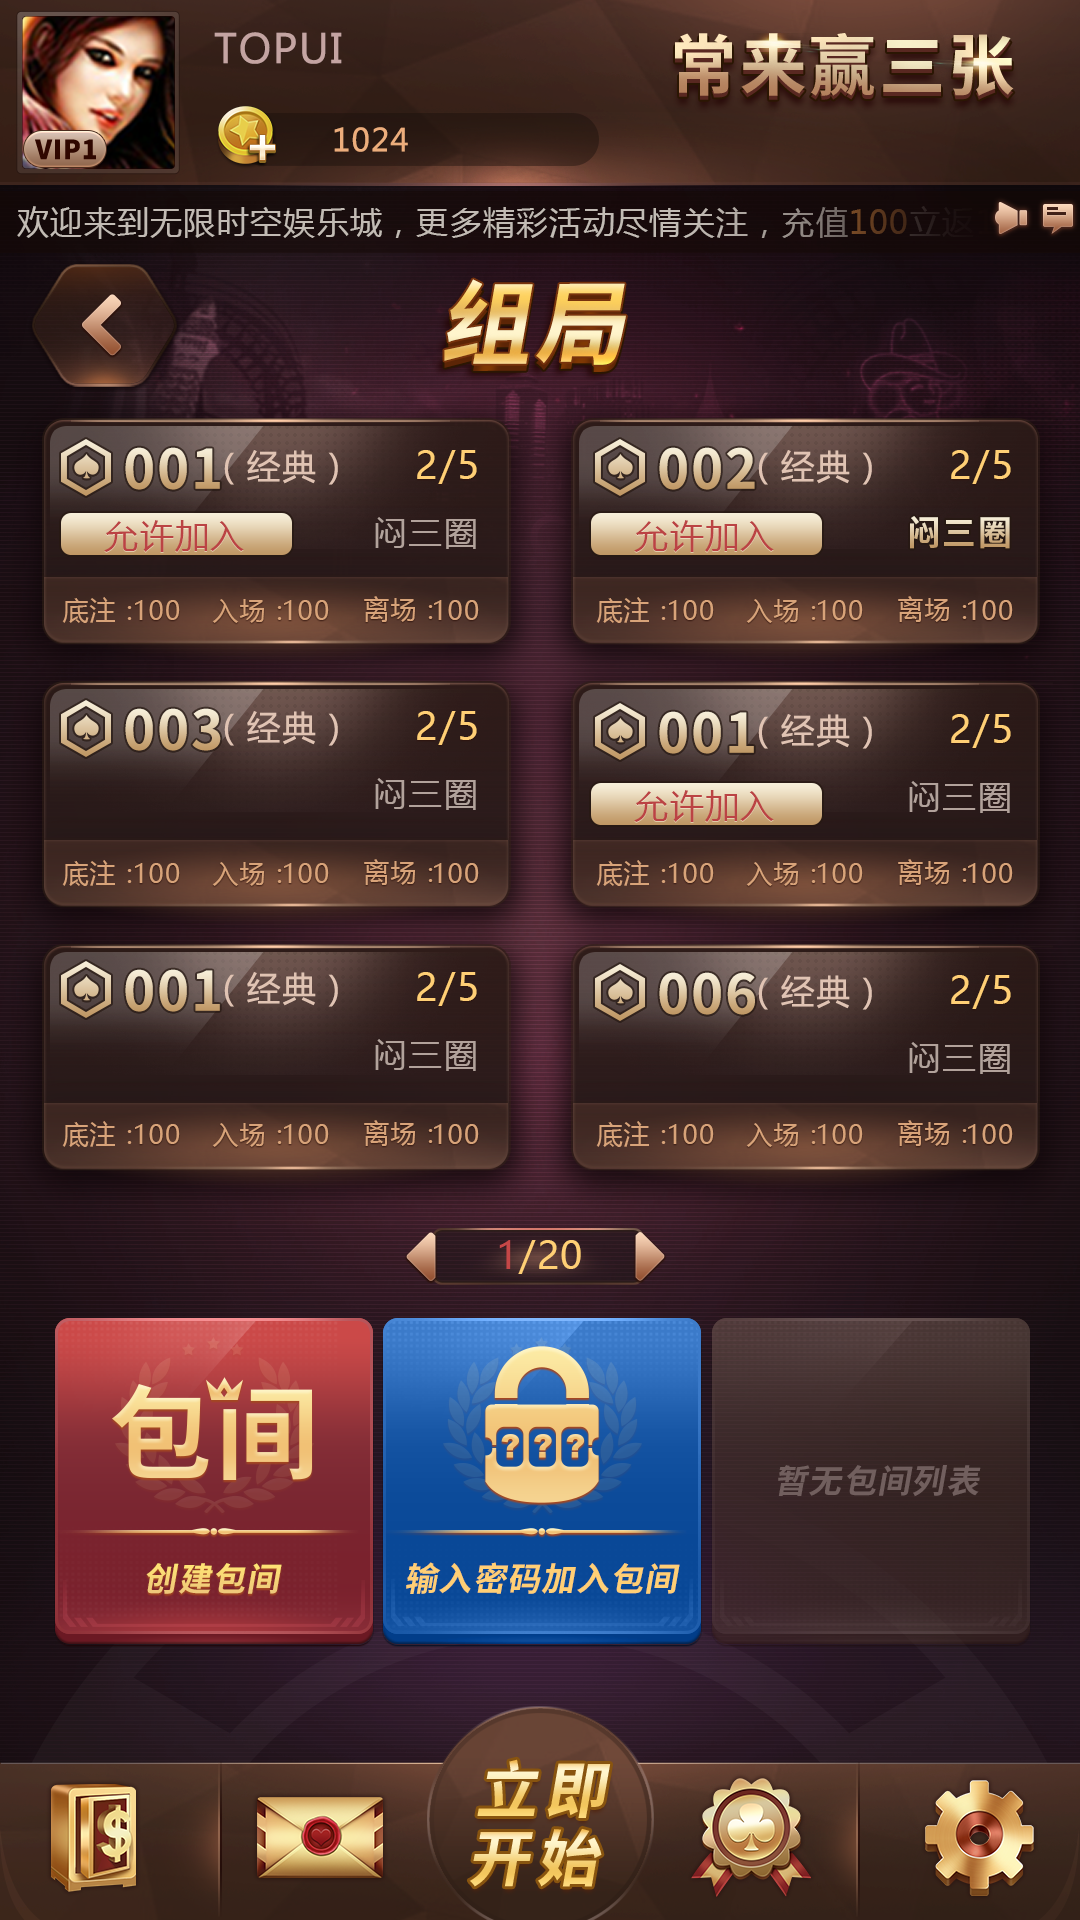 TOPUI
常来赢三张
VIP1
1024
欢迎来到无限时空娱乐城，更多精彩活动尽情关注，充值100立返
组局
001(经典) 2/5
允许加入 闷三圈
底注:100 入场:100 离场:100
002(经典) 2/5
允许加入 闷三圈
底注:100 入场:100 离场:100
003(经典) 2/5
闷三圈
底注:100 入场:100 离场:100
001(经典) 2/5
允许加入 闷三圈
底注:100 入场:100 离场:100
001(经典) 2/5
闷三圈
底注:100 入场:100 离场:100
006(经典) 2/5
闷三圈
底注:100 入场:100 离场:100
1/20
包间
创建包间
???
输入密码加入包间
暂无包间列表
$
立即
开始